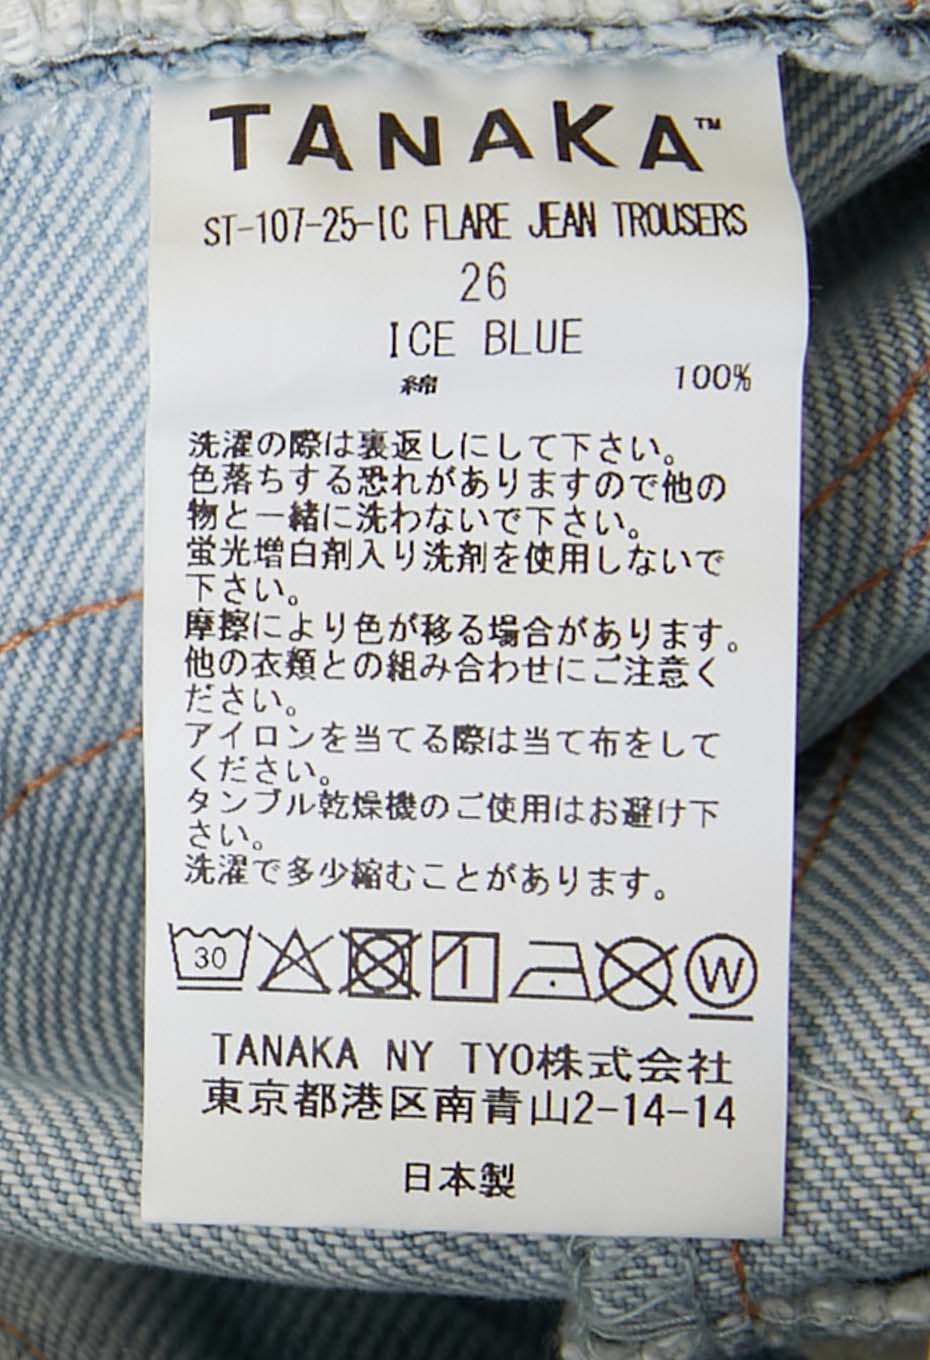 TANAKA™
ST-107-25-IC FLARE JEAN TROUSERS
26
ICE BLUE
綿 100%
洗濯の際は裏返しにして下さい。
色落ちする恐れがありますので他の
物と一緒に洗わないで下さい。
蛍光増白剤入り洗剤を使用しないで
下さい。
摩擦により色が移る場合があります。
他の衣類との組み合わせにご注意く
ださい。
アイロンを当てる際は当て布をして
ください。
タンブル乾燥機のご使用はお避け下
さい。
洗濯で多少縮むことがあります。
30 W
TANAKA NY TYO株式会社
東京都港区南青山2-14-14
日本製